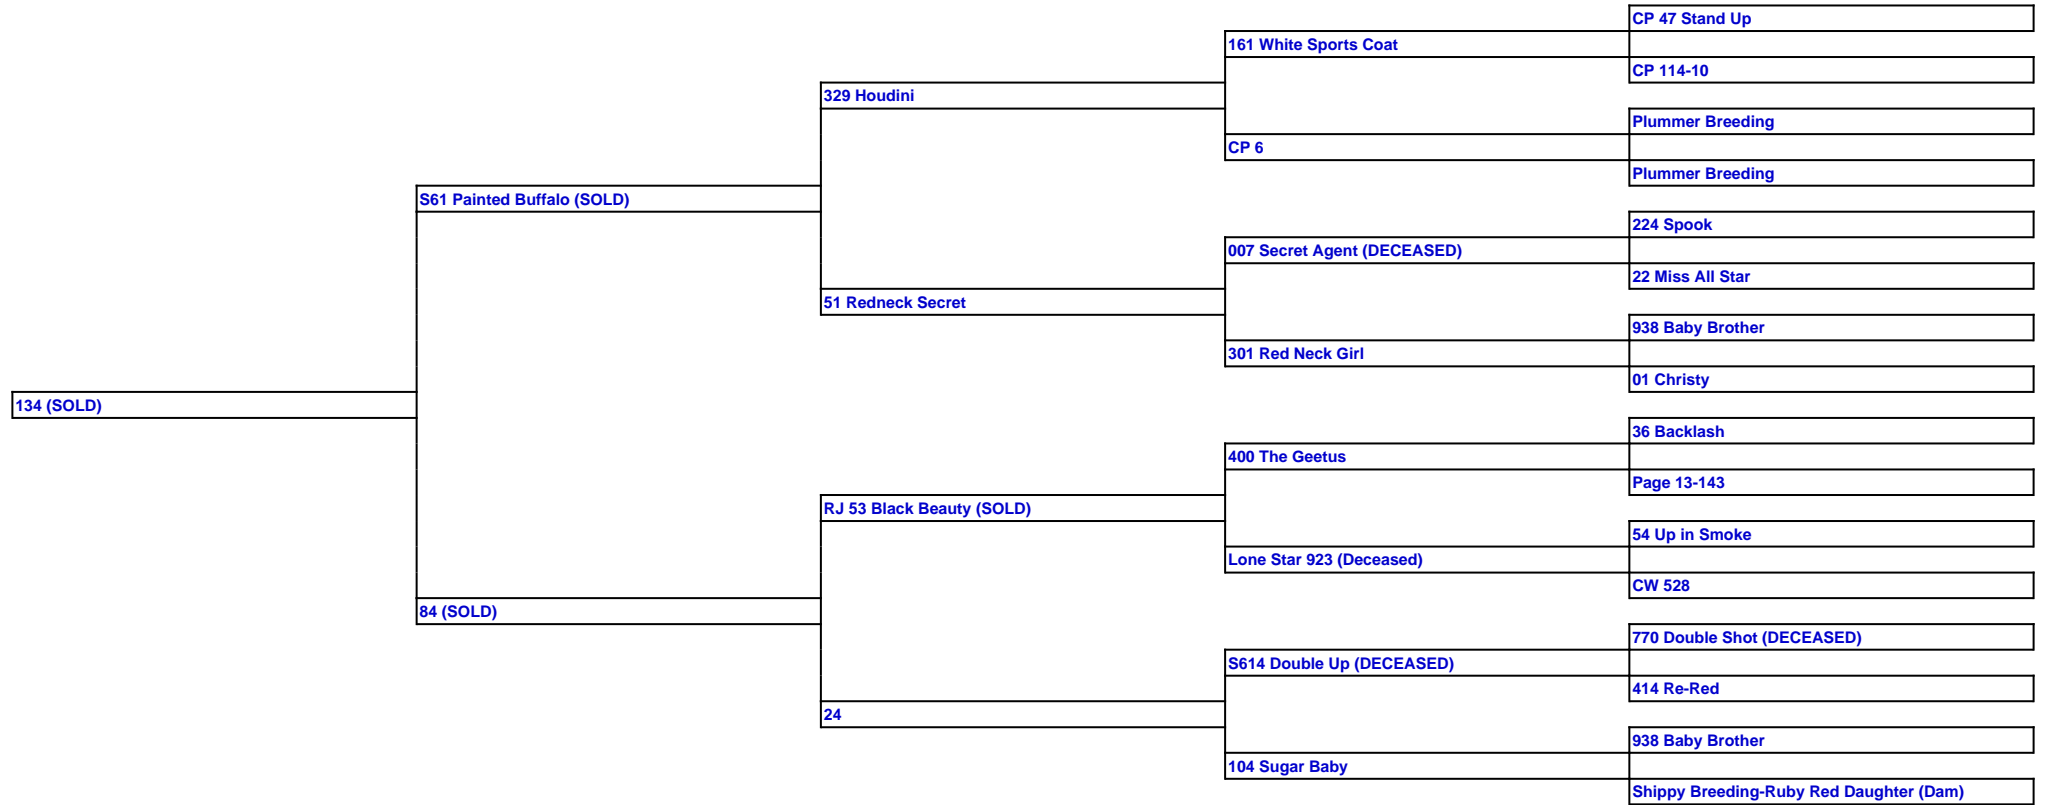 CP 47 Stand Up
161 White Sports Coat
CP 114-10
329 Houdini
Plummer Breeding
CP 6
Plummer Breeding
S61 Painted Buffalo (SOLD)
224 Spook
007 Secret Agent (DECEASED)
22 Miss All Star
51 Redneck Secret
938 Baby Brother
301 Red Neck Girl
01 Christy
134 (SOLD)
36 Backlash
400 The Geetus
Page 13-143
RJ 53 Black Beauty (SOLD)
54 Up in Smoke
Lone Star 923 (Deceased)
CW 528
84 (SOLD)
770 Double Shot (DECEASED)
S614 Double Up (DECEASED)
414 Re-Red
24
938 Baby Brother
104 Sugar Baby
Shippy Breeding-Ruby Red Daughter (Dam)